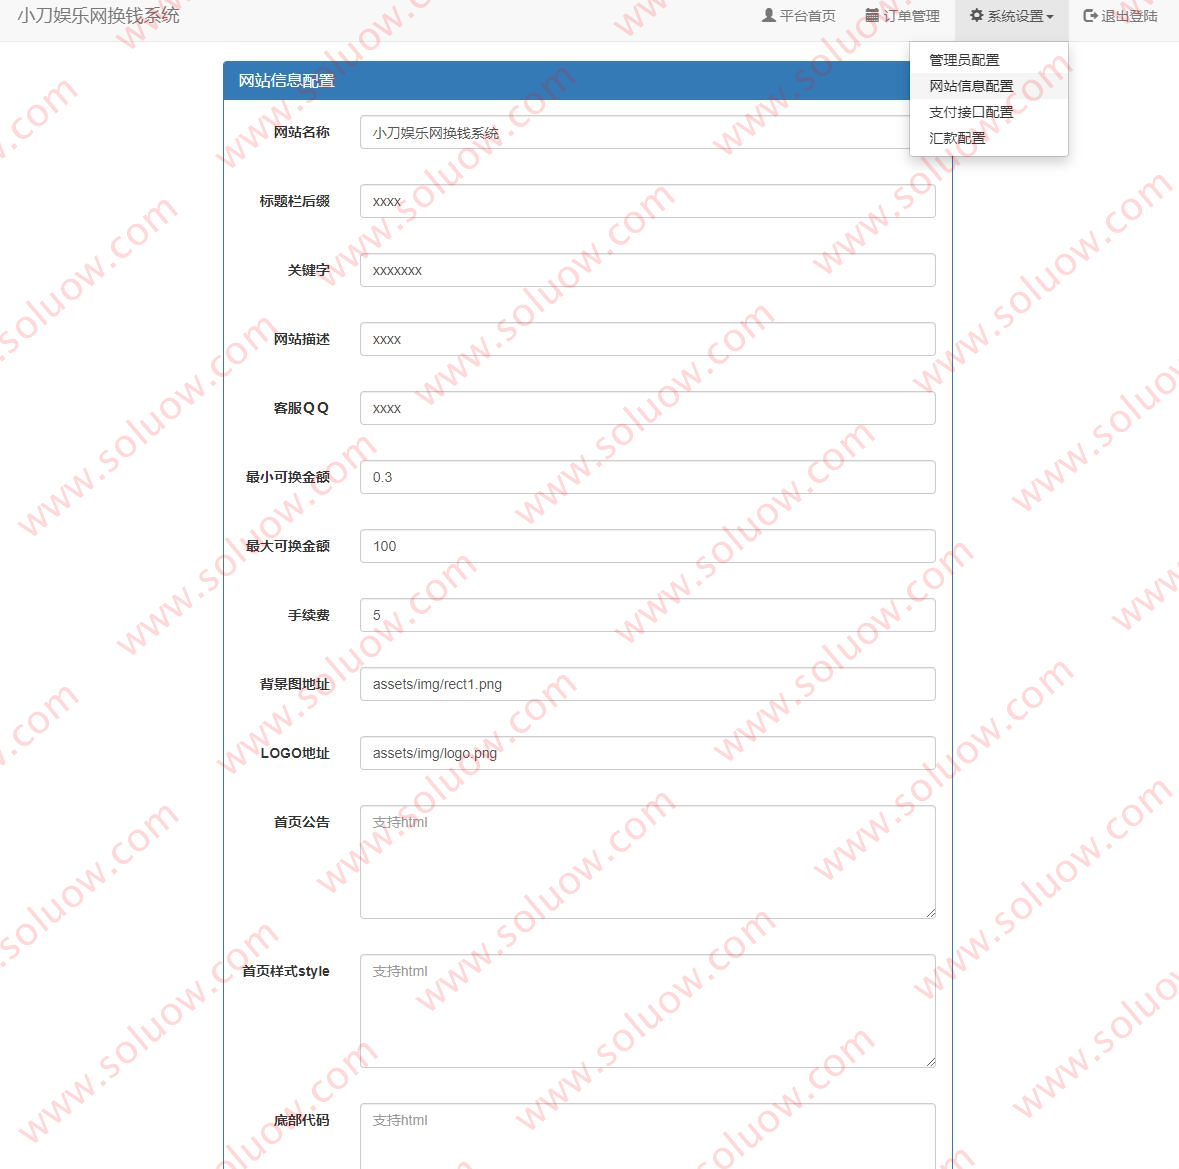 小刀娱乐网换钱系统
平台首页 订单管理 系统设置 退出登陆
管理员配置
网站信息配置
支付接口配置
汇款配置
网站信息配置
网站名称 小刀娱乐网换钱系统
标题栏后缀 xxxx
关键字 xxxxxxx
网站描述 xxxx
客服QQ xxxx
最小可换金额 0.3
最大可换金额 100
手续费 5
背景图地址 assets/img/rect1.png
LOGO地址 assets/img/logo.png
首页公告 支持html
首页样式style 支持html
底部代码 支持html
www.soluow.com